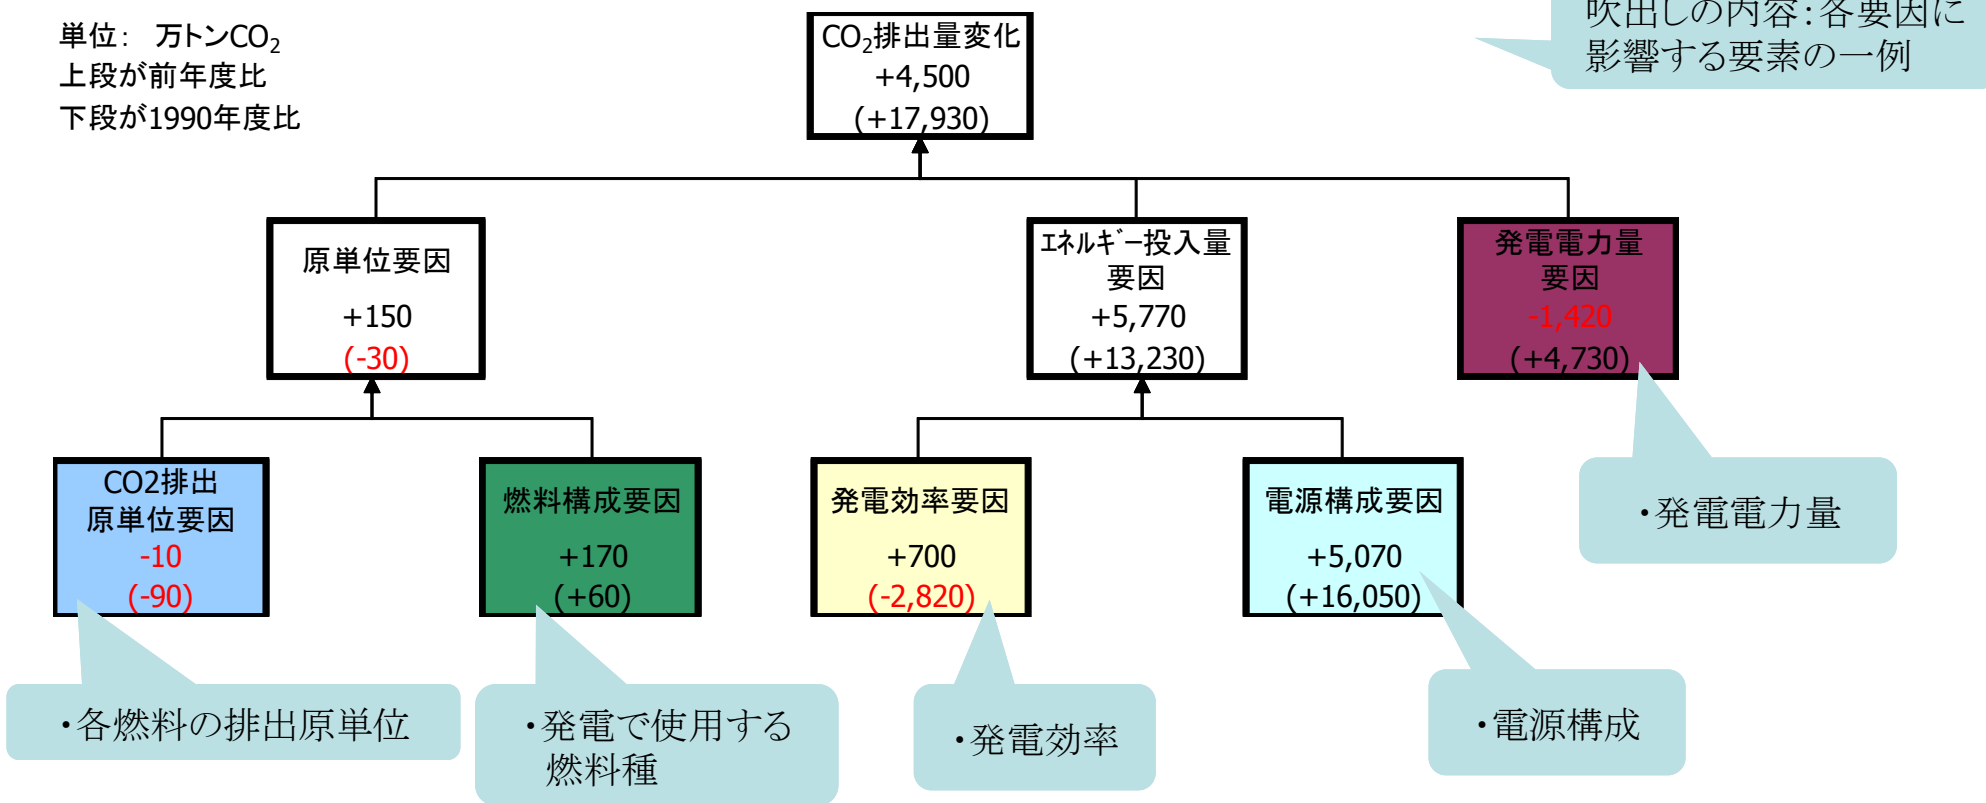 単位： 万トンCO₂
上段が前年度比
下段が1990年度比
CO₂排出量変化
+4,500
(+17,930)
吹出しの内容：各要因に
影響する要素の一例
原単位要因
+150
(-30)
ｴﾈﾙｷﾞｰ投入量
要因
+5,770
(+13,230)
発電電力量
要因
-1,420
(+4,730)
CO2排出
原単位要因
-10
(-90)
燃料構成要因
+170
(+60)
発電効率要因
+700
(-2,820)
電源構成要因
+5,070
(+16,050)
・発電電力量
・各燃料の排出原単位
・発電で使用する
燃料種
・発電効率
・電源構成